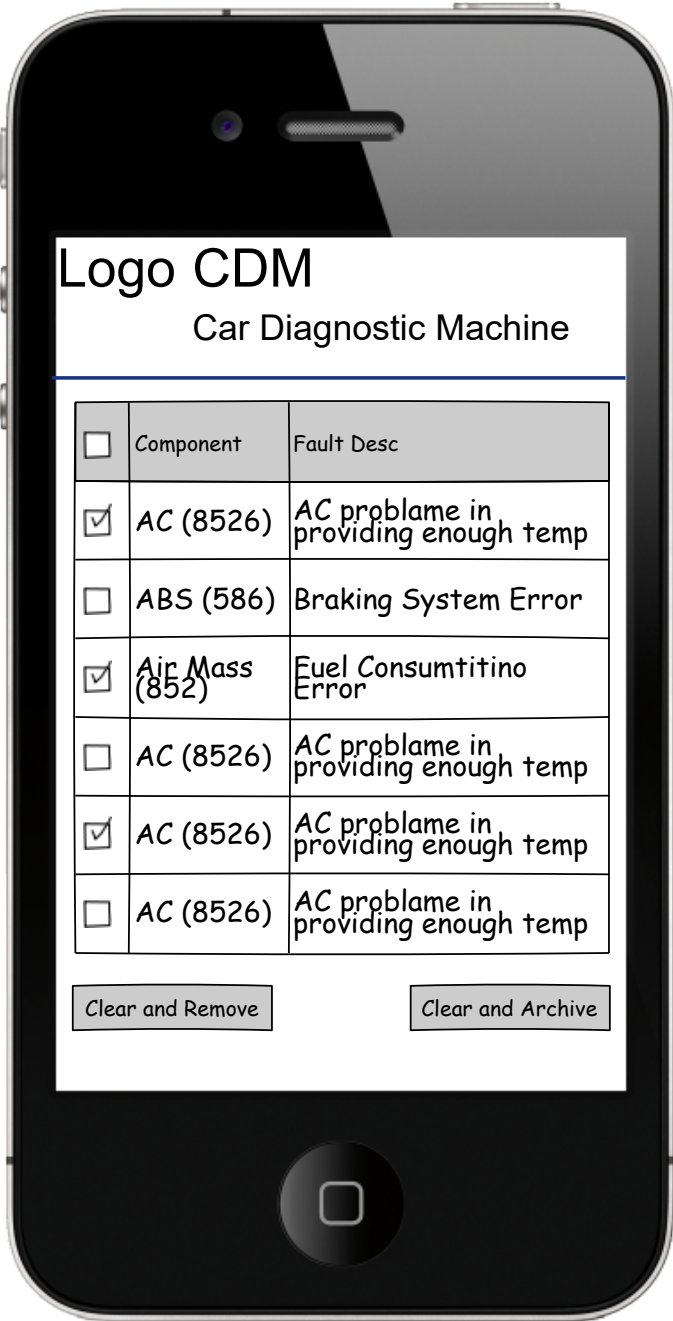 Logo CDM
Car Diagnostic Machine
Component Fault Desc
AC (8526) AC problame in
providing enough temp
ABS (586) Braking System Error
Air Mass
(852)
Fuel Consumtitino
Error
AC (8526) AC problame in
providing enough temp
AC (8526) AC problame in
providing enough temp
AC (8526) AC problame in
providing enough temp
Clear and Remove Clear and Archive